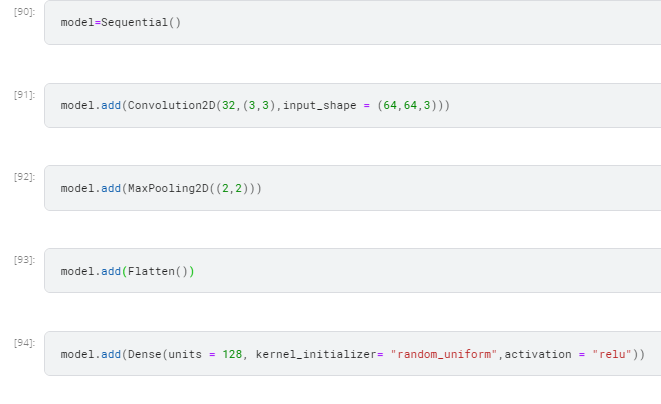 [90]:
model=Sequential()
[91]:
model.add(Convolution2D(32,(3,3),input_shape = (64,64,3)))
[92]:
model.add(MaxPooling2D((2,2)))
[93]:
model.add(Flatten())
[94]:
model.add(Dense(units = 128, kernel_initializer= "random_uniform",activation = "relu"))